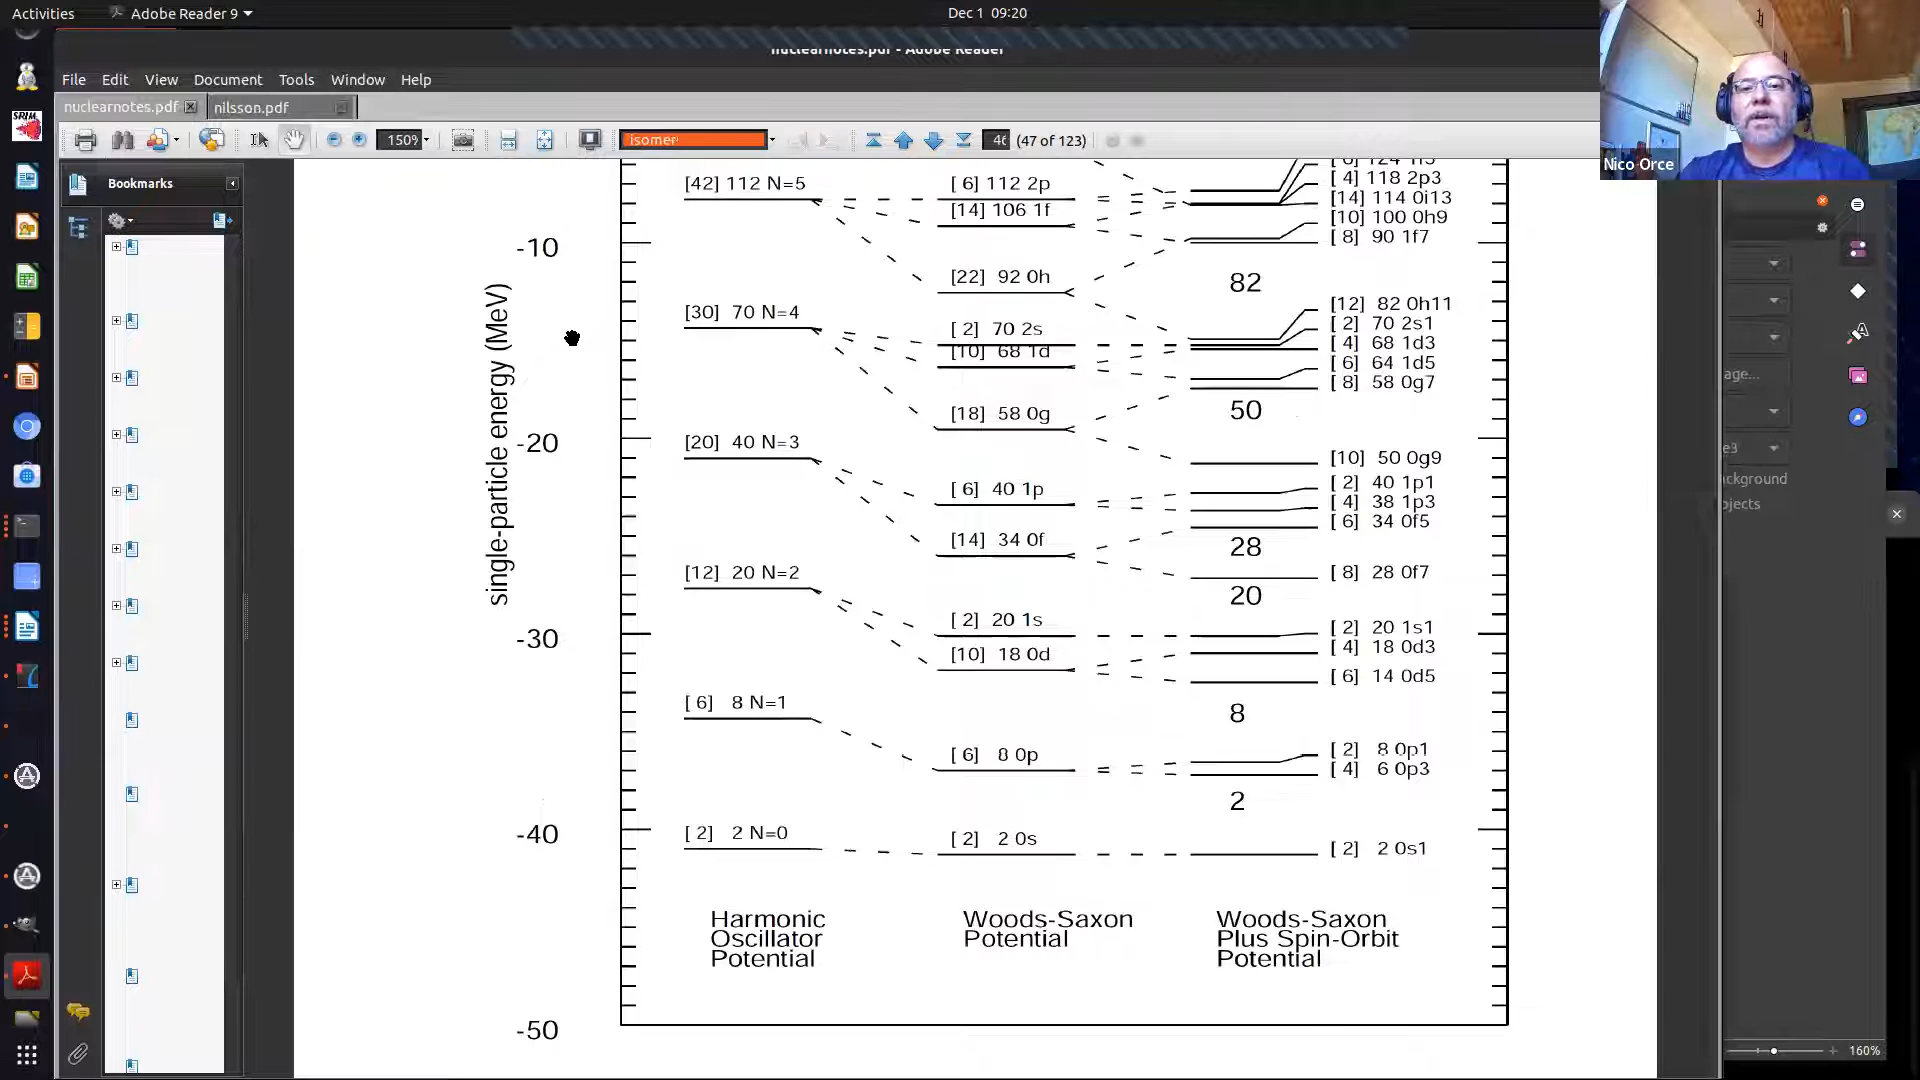 Activities
Adobe Reader 9
Dec 1 09:20
nuclearnotes.pdf - Adobe Reader
File Edit View Document Tools Window Help
nuclearnotes.pdf
nilsson.pdf
SRIM
150%
isomer
46 (47 of 123)
Nico Orce
Bookmarks
single-particle energy (MeV)
-10
-20
-30
-40
-50
[42] 112 N=5
[30] 70 N=4
[20] 40 N=3
[12] 20 N=2
[ 6] 8 N=1
[ 2] 2 N=0
Harmonic
Oscillator
Potential
[ 6] 112 2p
[14] 106 1f
[22] 92 0h
[ 2] 70 2s
[10] 68 1d
[18] 58 0g
[ 6] 40 1p
[14] 34 0f
[ 2] 20 1s
[10] 18 0d
[ 6] 8 0p
[ 2] 2 0s
Woods-Saxon
Potential
[ 6] 124 1f5
[ 4] 118 2p3
[14] 114 0i13
[10] 100 0h9
[ 8] 90 1f7
82
[12] 82 0h11
[ 2] 70 2s1
[ 4] 68 1d3
[ 6] 64 1d5
[ 8] 58 0g7
50
[10] 50 0g9
[ 2] 40 1p1
[ 4] 38 1p3
[ 6] 34 0f5
28
[ 8] 28 0f7
20
[ 2] 20 1s1
[ 4] 18 0d3
[ 6] 14 0d5
8
[ 2] 8 0p1
[ 4] 6 0p3
2
[ 2] 2 0s1
Woods-Saxon
Plus Spin-Orbit
Potential
age...
e3
ckground
bjects
160%